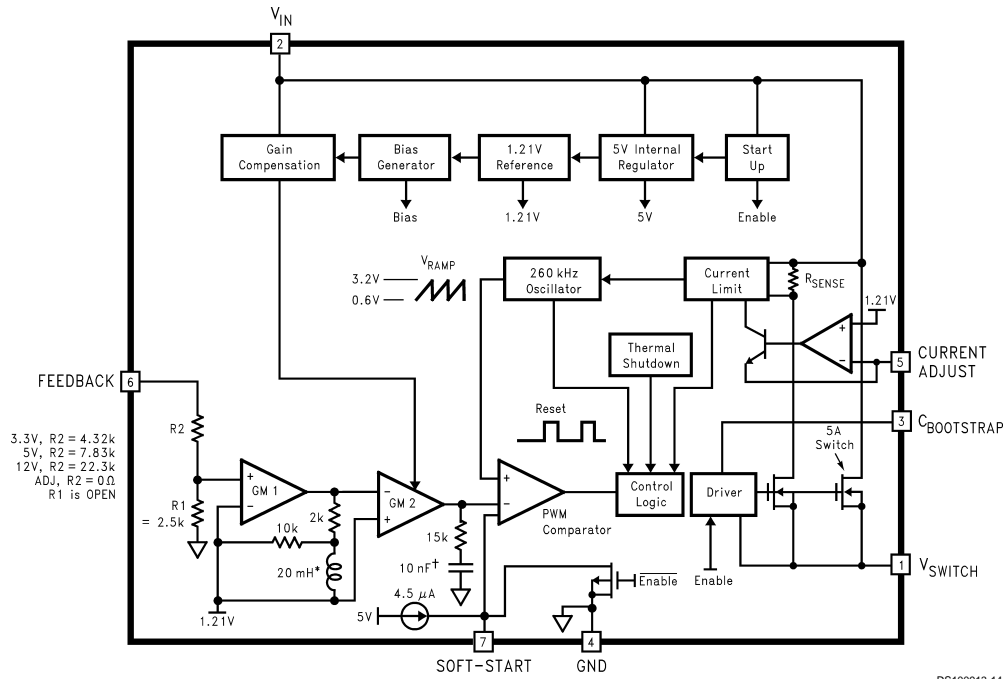 VIN
2
Gain
Compensation
Bias
Generator
1.21V
Reference
5V Internal
Regulator
Start
Up
Bias
1.21V
5V
Enable
VRAMP
3.2V
0.6V
260 kHz
Oscillator
Current
Limit
RSENSE
1.21V
+
−
5
CURRENT
ADJUST
Thermal
Shutdown
FEEDBACK
6
Reset
3
CBOOTSTRAP
5A
Switch
R2
3.3V, R2 = 4.32k
5V, R2 = 7.83k
12V, R2 = 22.3k
ADJ, R2 = 0Ω
R1 is OPEN
R1
= 2.5k
+
GM 1
−
2k
10k
20 mH*
1.21V
−
GM 2
+
15k
10 nF†
+
−
−
PWM
Comparator
Control
Logic
Driver
Enable
1
VSWITCH
Enable
5V
4.5 μA
7
SOFT-START
4
GND